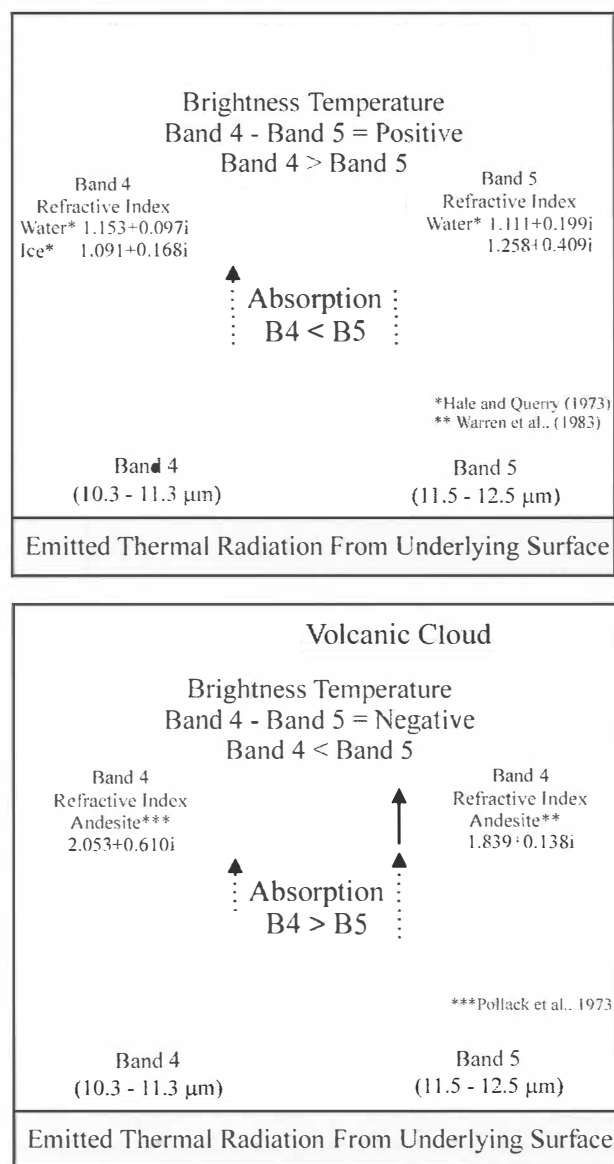 Brightness Temperature
Band 4 - Band 5 = Positive
Band 4 > Band 5
Band 4
Refractive Index
Water* 1.153+0.097i
Ice* 1.091+0.168i
Band 5
Refractive Index
Water* 1.111+0.199i
1.258+0.409i
Absorption
B4 < B5
*Hale and Querry (1973)
** Warren et al.. (1983)
Band 4
(10.3 - 11.3 µm)
Band 5
(11.5 - 12.5 µm)
Emitted Thermal Radiation From Underlying Surface
Volcanic Cloud
Brightness Temperature
Band 4 - Band 5 = Negative
Band 4 < Band 5
Band 4
Refractive Index
Andesite***
2.053+0.610i
Band 4
Refractive Index
Andesite**
1.839+0.138i
Absorption
B4 > B5
***Pollack et al.. 1973
Band 4
(10.3 - 11.3 µm)
Band 5
(11.5 - 12.5 µm)
Emitted Thermal Radiation From Underlying Surface